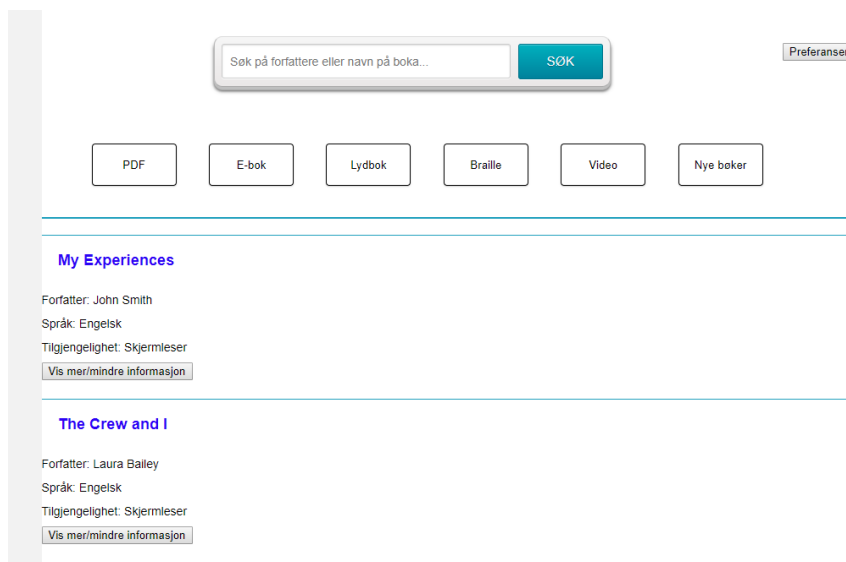 Søk på forfattere eller navn på boka...
SØK
Preferanser
PDF
E-bok
Lydbok
Braille
Video
Nye bøker
My Experiences
Forfatter: John Smith
Språk: Engelsk
Tilgjengelighet: Skjermleser
Vis mer/mindre informasjon
The Crew and I
Forfatter: Laura Bailey
Språk: Engelsk
Tilgjengelighet: Skjermleser
Vis mer/mindre informasjon